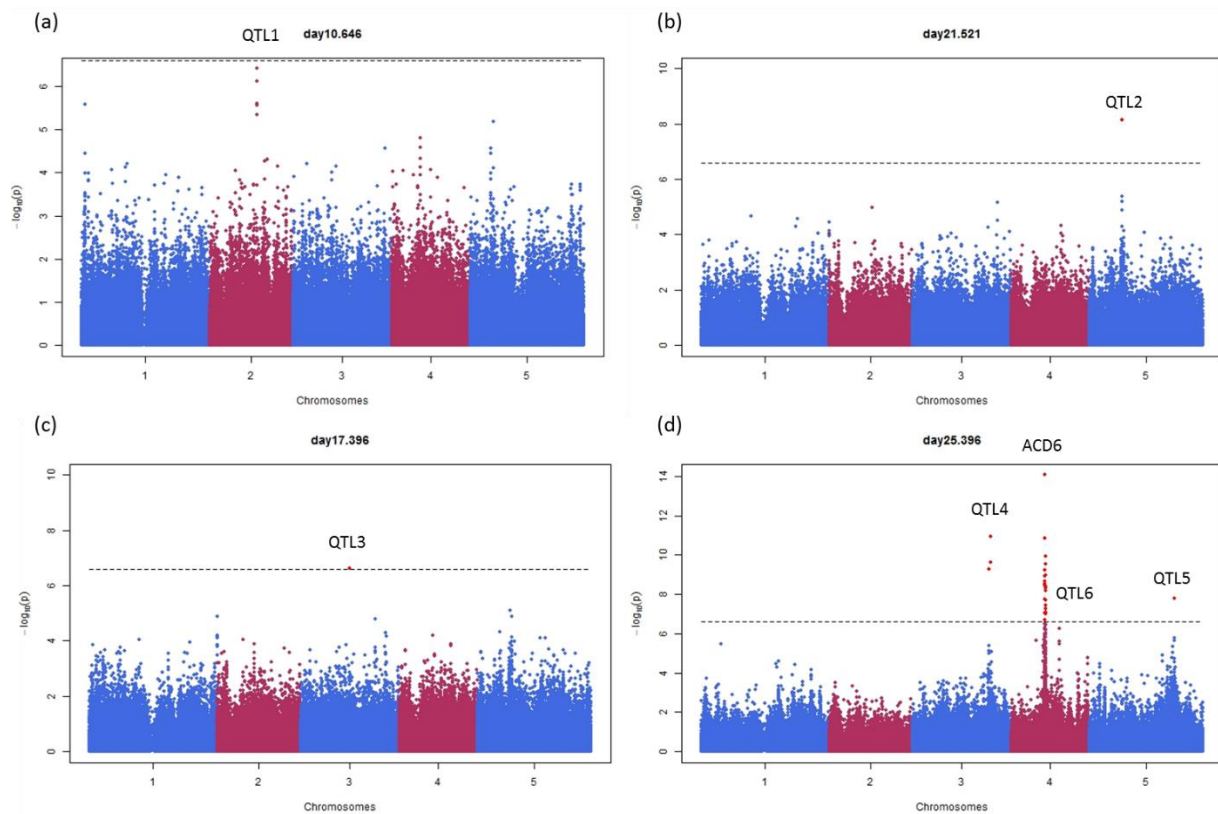 (a)
day10.646
QTL1
−log10(p)
6
5
4
3
2
1
0
1 2 3 4 5
Chromosomes
(b)
day21.521
QTL2
−log10(p)
10
8
6
4
2
0
1 2 3 4 5
Chromosomes
(c)
day17.396
QTL3
−log10(p)
10
8
6
4
2
0
1 2 3 4 5
Chromosomes
(d)
day25.396
ACD6
QTL4
QTL6
QTL5
−log10(p)
14
12
10
8
6
4
2
0
1 2 3 4 5
Chromosomes